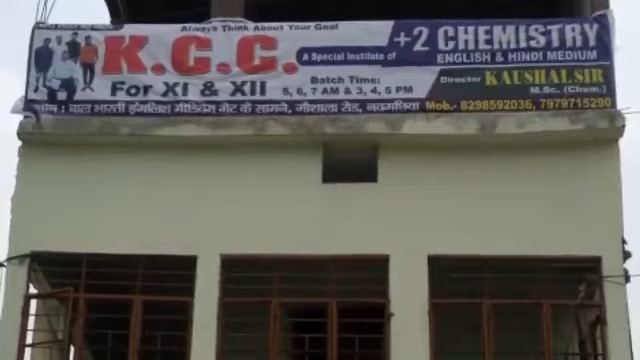 Always Think About Your Goal
K.C.C.
For XI & XII
A Special Institute of
+2 CHEMISTRY
ENGLISH & HINDI MEDIUM
Batch Time:
5, 6, 7 AM & 3, 4, 5 PM
Director KAUSHAL SIR
M.Sc. (Chem.)
स्थान : बाल भारती इंगलिश मीडियम गेट के सामने, गौशाला रोड, नवगछिया
Mob.- 8298592036, 7979715290